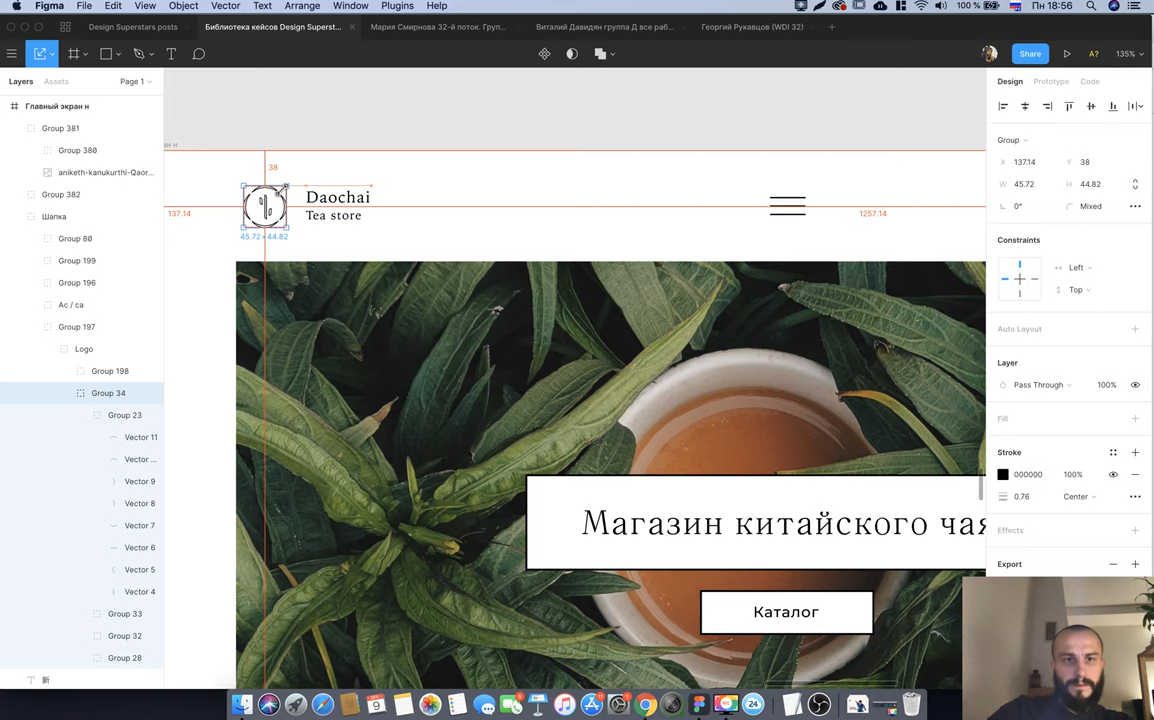 Figma File Edit View Object Vector Text Arrange Window Plugins Help 100 % Пн 18:56
Design Superstars posts Библиотека кейсов Design Superst... Мария Смирнова 32-й поток. Груп... Виталий Давидян группа Д все раб... Георгий Рукавцов (WDI 32)
Share A? 135%
Layers Assets Page 1
Design Prototype Code
Главный экран н
Group 381
Group 380
aniketh-kanukurthi-Qaor...
Group 382
Шапка
Group 80
Group 199
Group 196
Ac / ca
Group 197
Logo
Group 198
Group 34
Group 23
Vector 11
Vector ...
Vector 9
Vector 8
Vector 7
Vector 6
Vector 5
Vector 4
Group 33
Group 32
Group 28
新
ан н
38
137.14
45.72 × 44.82
1257.14
Daochai
Tea store
Магазин китайского чая
Каталог
Group
X 137.14 Y 38
W 45.72 H 44.82
0° Mixed
Constraints
Left
Top
Auto Layout
Layer
Pass Through 100%
Fill
Stroke
000000 100%
0.76 Center
Effects
Export